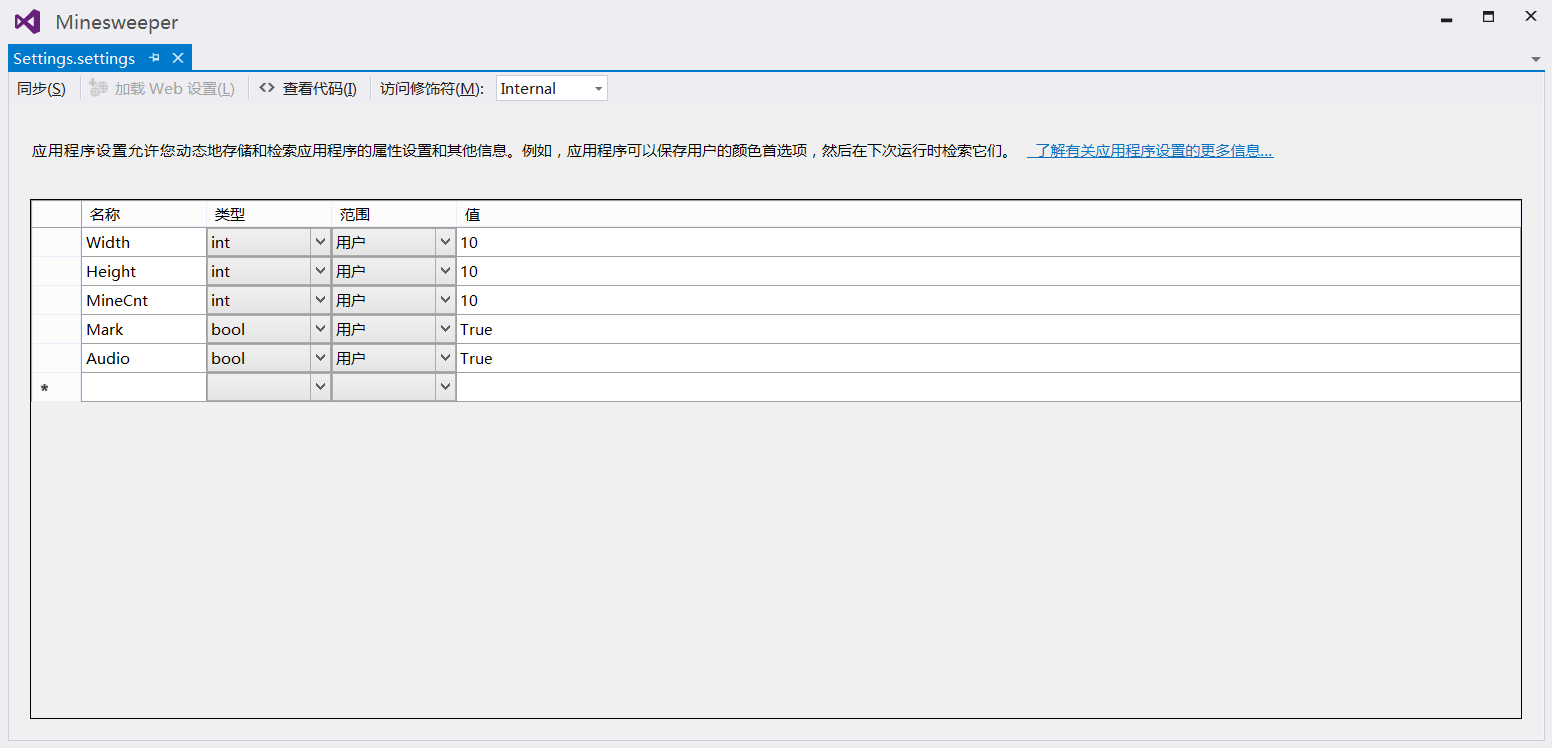 Minesweeper
Settings.settings
同步(S) 加载 Web 设置(L) <> 查看代码(I) 访问修饰符(M): Internal
应用程序设置允许您动态地存储和检索应用程序的属性设置和其他信息。例如，应用程序可以保存用户的颜色首选项，然后在下次运行时检索它们。 了解有关应用程序设置的更多信息...
名称 类型 范围 值
Width int 用户 10
Height int 用户 10
MineCnt int 用户 10
Mark bool 用户 True
Audio bool 用户 True
*